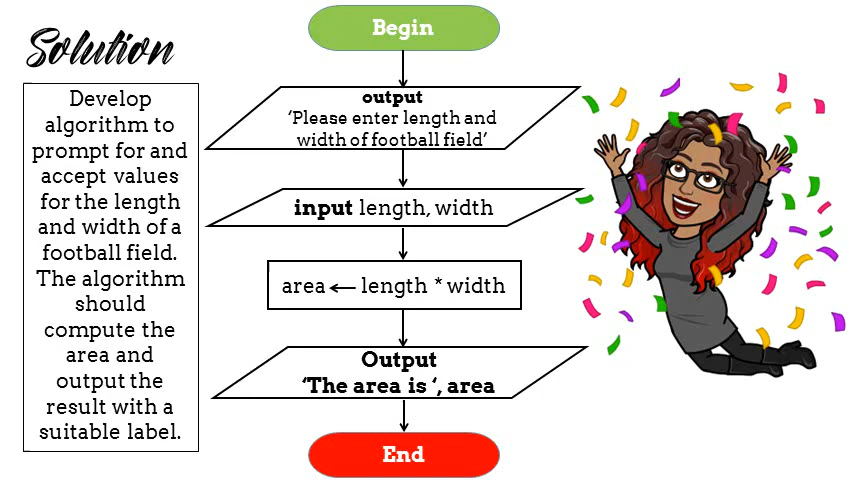 Solution
Develop
algorithm to
prompt for and
accept values
for the length
and width of a
football field.
The algorithm
should
compute the
area and
output the
result with a
suitable label.
Begin
output
‘Please enter length and
width of football field’
input length, width
area ← length * width
Output
‘The area is ‘, area
End